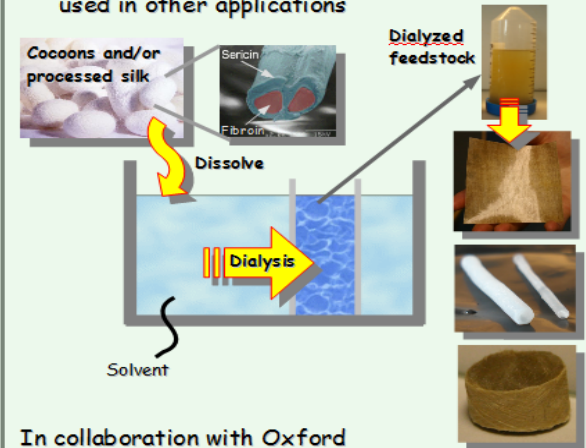 used in other applications
Cocoons and/or
processed silk
Sericin
Fibroin
Dialyzed
feedstock
Dissolve
Dialysis
Solvent
In collaboration with Oxford